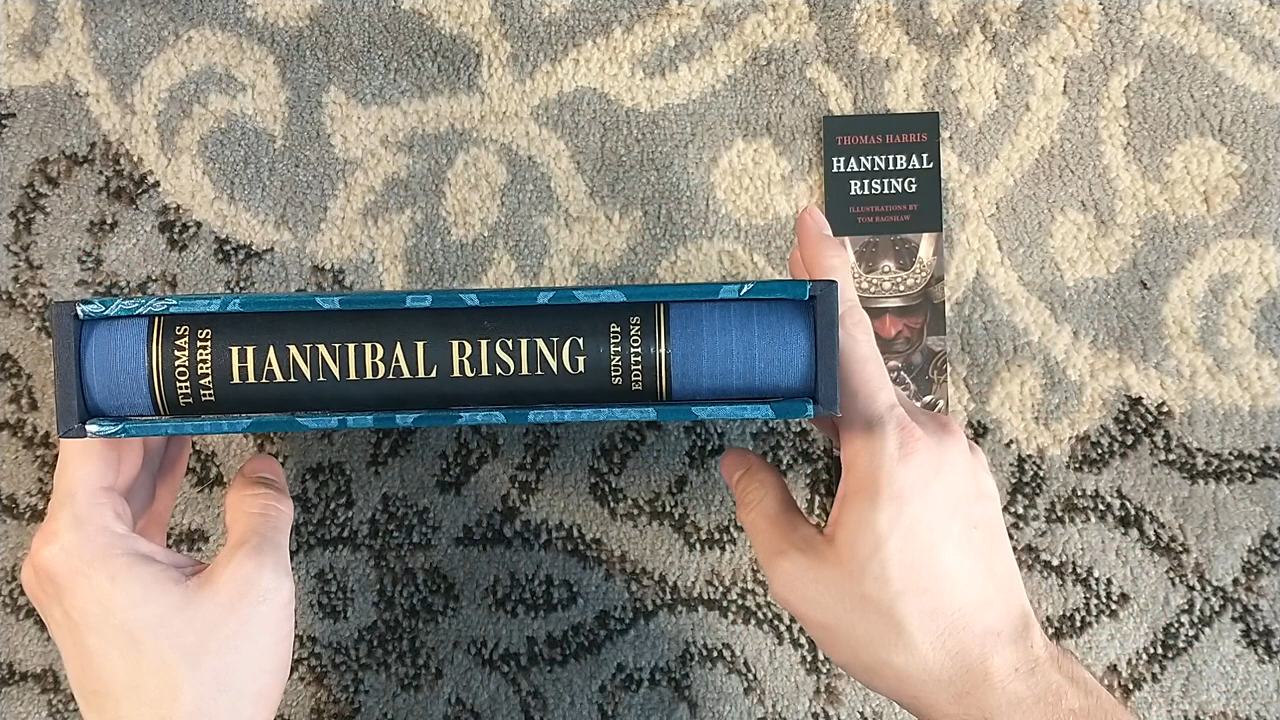 THOMAS
HARRIS
HANNIBAL RISING
SUNTUP
EDITIONS
THOMAS HARRIS
HANNIBAL
RISING
ILLUSTRATIONS BY
TOM BAGSHAW